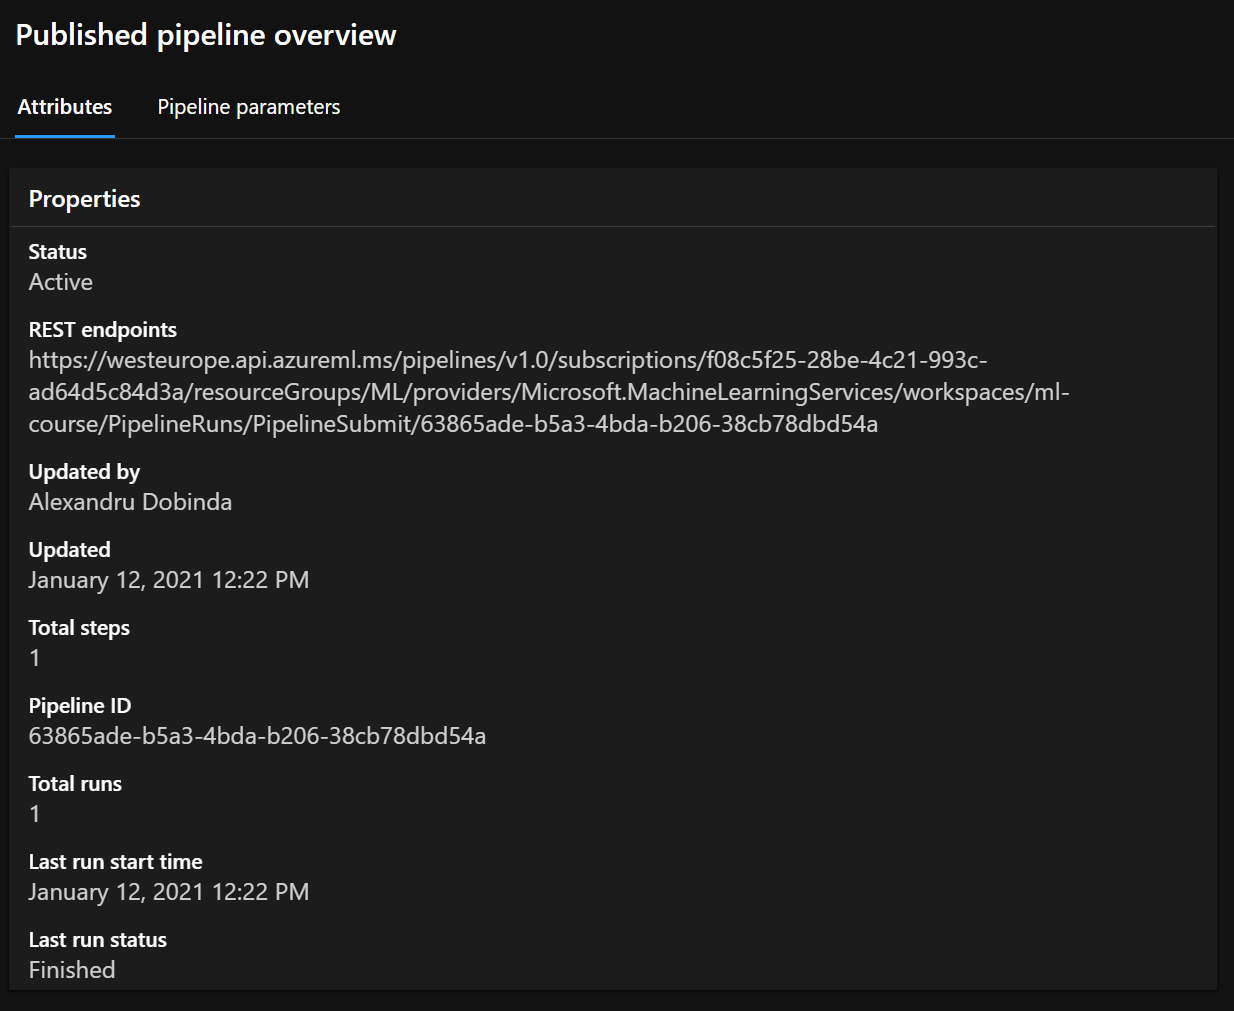 Published pipeline overview
Attributes Pipeline parameters
Properties
Status
Active
REST endpoints
https://westeurope.api.azureml.ms/pipelines/v1.0/subscriptions/f08c5f25-28be-4c21-993c-
ad64d5c84d3a/resourceGroups/ML/providers/Microsoft.MachineLearningServices/workspaces/ml-
course/PipelineRuns/PipelineSubmit/63865ade-b5a3-4bda-b206-38cb78dbd54a
Updated by
Alexandru Dobinda
Updated
January 12, 2021 12:22 PM
Total steps
1
Pipeline ID
63865ade-b5a3-4bda-b206-38cb78dbd54a
Total runs
1
Last run start time
January 12, 2021 12:22 PM
Last run status
Finished